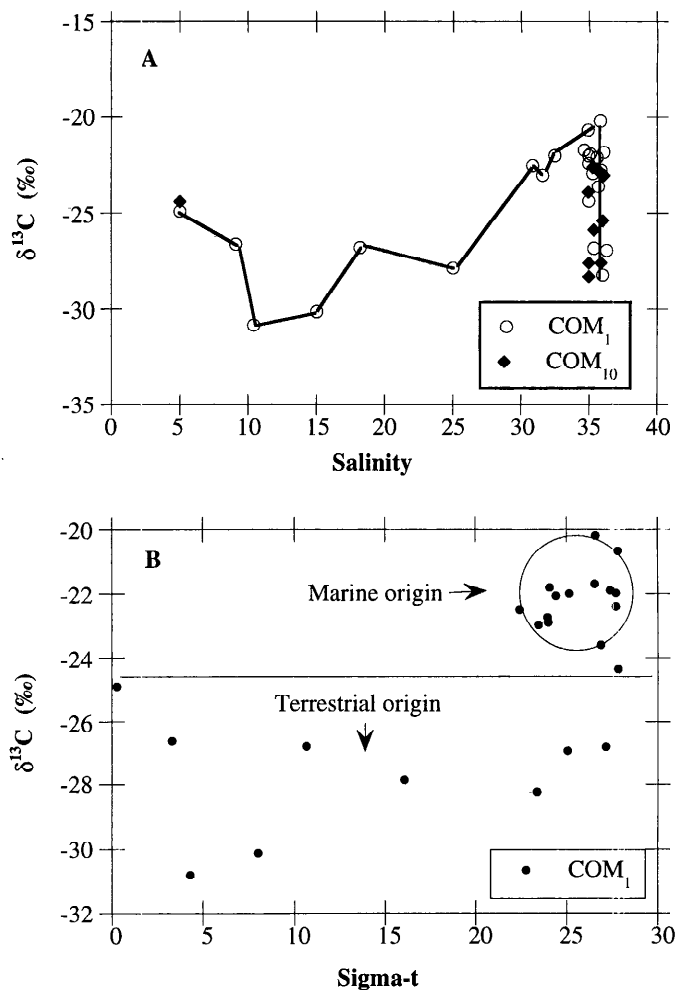 -15
A
-20
-25
-30
-35
δ¹³C (‰)
COM₁
COM₁₀
0 5 10 15 20 25 30 35 40
Salinity
-20
B
Marine origin
-22
-24
Terrestrial origin
-26
-28
-30
-32
δ¹³C (‰)
COM₁
0 5 10 15 20 25 30
Sigma-t